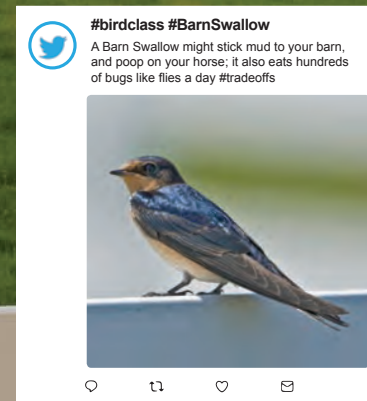 #birdclass #BarnSwallow
A Barn Swallow might stick mud to your barn,
and poop on your horse; it also eats hundreds
of bugs like flies a day #tradeoffs